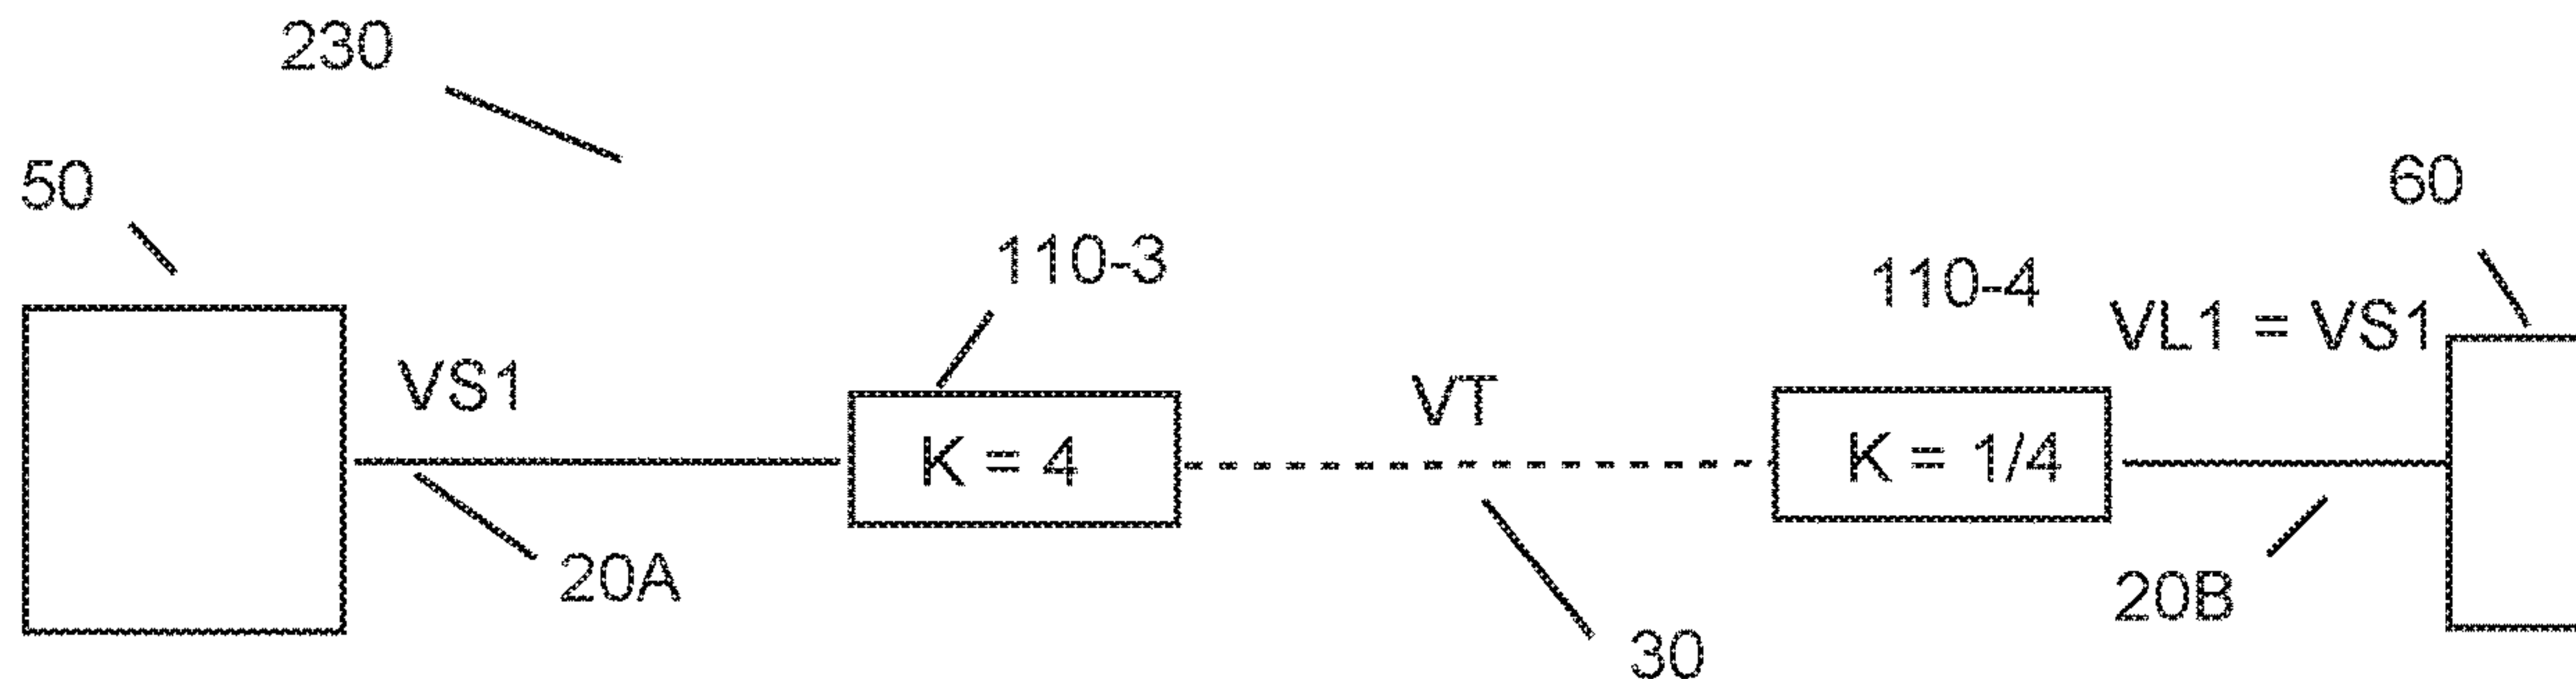 230
50
60
110-3
110-4
VL1 = VS1
VS1
VT
K = 4
K = 1/4
20A
20B
30